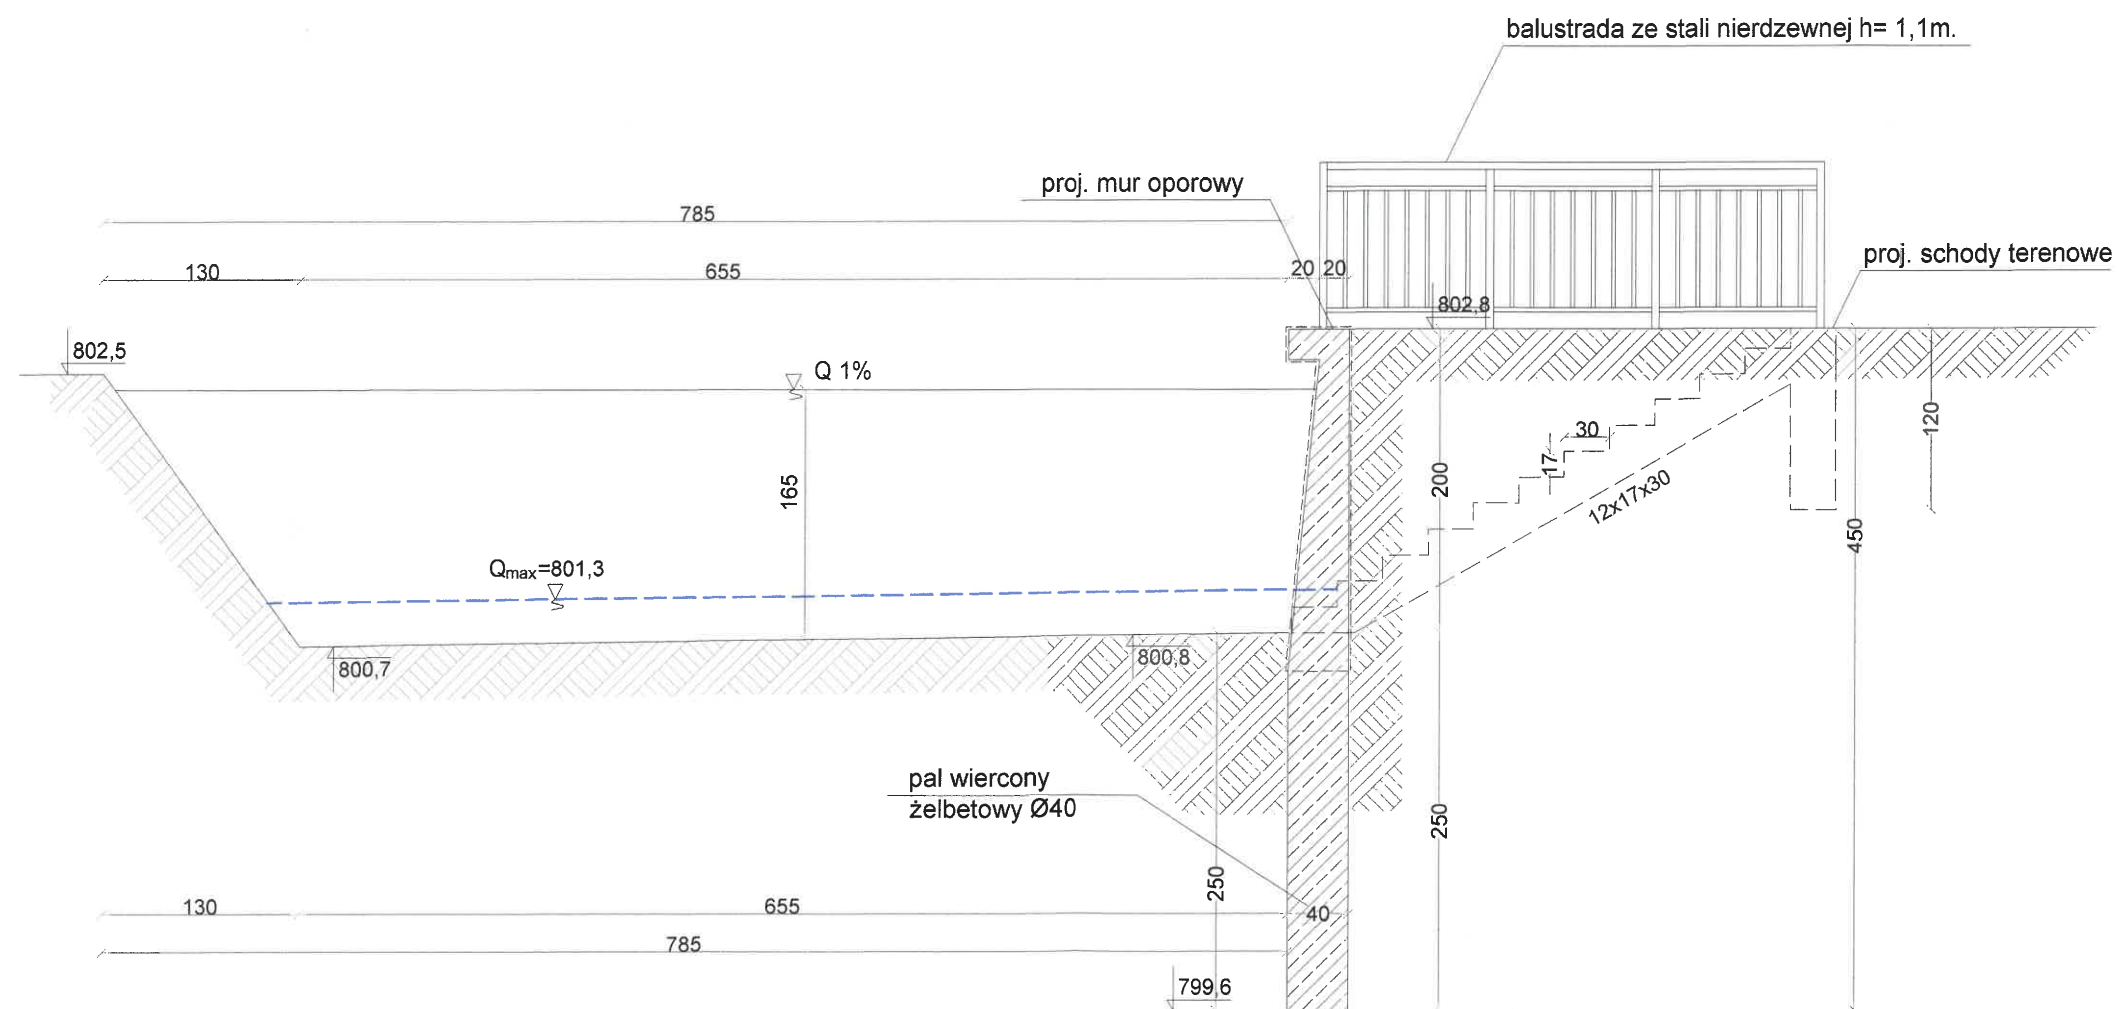 balustrada ze stali nierdzewnej h= 1,1m.
proj. mur oporowy
785
proj. schody terenowe
130
655
20
20
802,8
802,5
Q 1%
120
30
17
165
200
12x17x30
450
Qmax=801,3
800,7
800,8
pal wiercony
żelbetowy Ø40
250
250
130
655
40
785
799,6